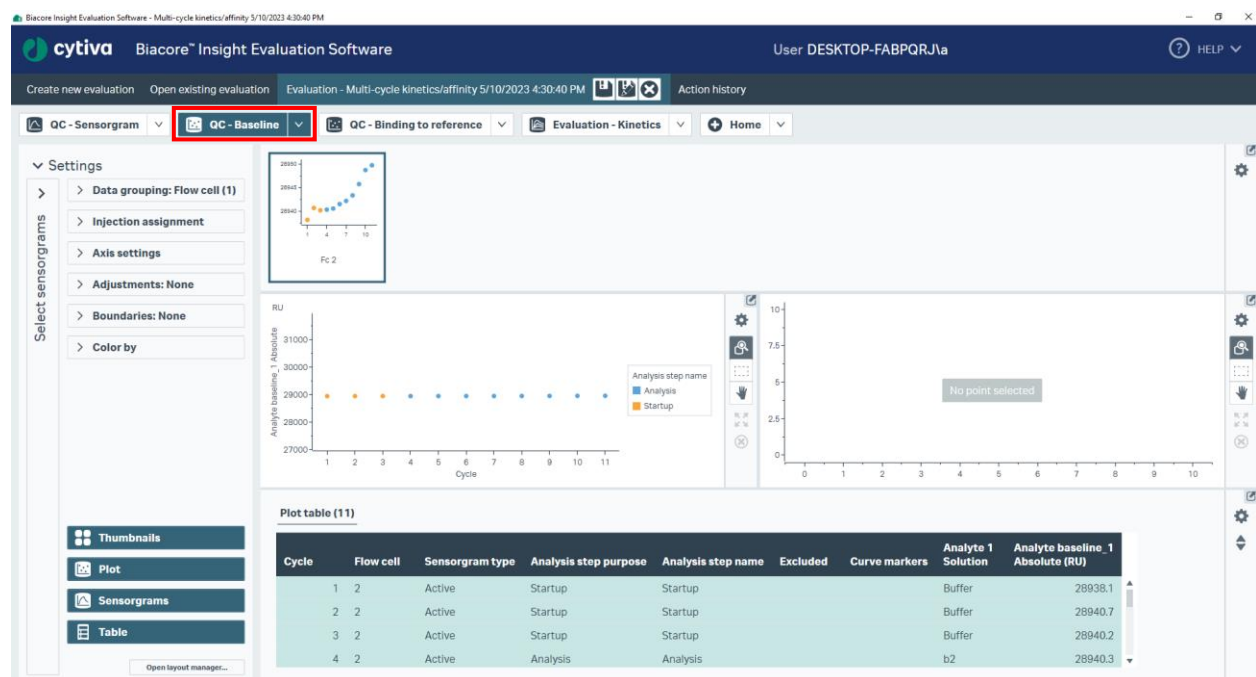 Biacore Insight Evaluation Software - Multi-cycle kinetics/affinity 5/10/2023 4:30:40 PM
cytiva Biacore™ Insight Evaluation Software User DESKTOP-FABPQRJ\a ? HELP
Create new evaluation Open existing evaluation Evaluation - Multi-cycle kinetics/affinity 5/10/2023 4:30:40 PM Action history
QC - Sensorgram QC - Baseline QC - Binding to reference Evaluation - Kinetics Home
Settings
Select sensorgrams
Data grouping: Flow cell (1)
Injection assignment
Axis settings
Adjustments: None
Boundaries: None
Color by
Thumbnails
Plot
Sensorgrams
Table
Open layout manager...
28950
28945
28940
1 4 7 10
Fc 2
RU
Analyte baseline_1 Absolute
31000
30000
29000
28000
27000
1 2 3 4 5 6 7 8 9 10 11
Cycle
Analysis step name
Analysis
Startup
10
7.5
5
2.5
0
0 1 2 3 4 5 6 7 8 9 10
No point selected
Plot table (11)
Cycle Flow cell Sensorgram type Analysis step purpose Analysis step name Excluded Curve markers Analyte 1 Solution Analyte baseline_1 Absolute (RU)
1 2 Active Startup Startup Buffer 28938.1
2 2 Active Startup Startup Buffer 28940.7
3 2 Active Startup Startup Buffer 28940.2
4 2 Active Analysis Analysis b2 28940.3